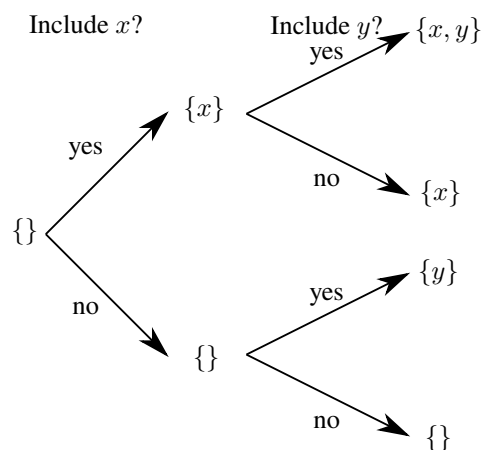 Include x?
Include y?
{x, y}
yes
{x}
yes
no
{x}
{}
{y}
no
yes
{}
no
{}